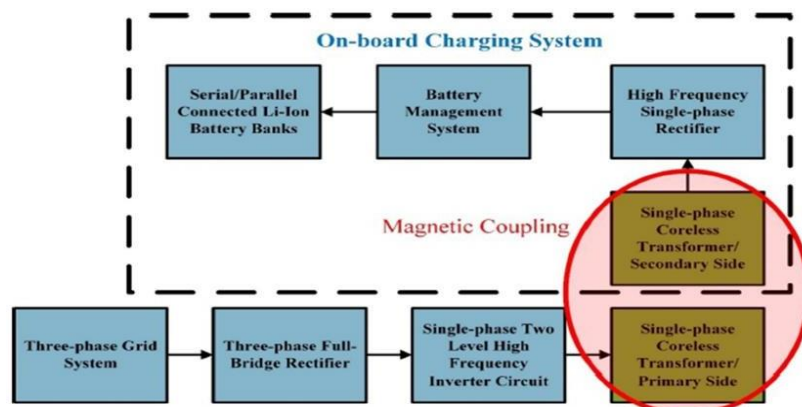 On-board Charging System
Serial/Parallel
Connected Li-Ion
Battery Banks
Battery
Management
System
High Frequency
Single-phase
Rectifier
Magnetic Coupling
Single-phase
Coreless
Transformer/
Secondary Side
Three-phase Grid
System
Three-phase Full-
Bridge Rectifier
Single-phase Two
Level High
Frequency
Inverter Circuit
Single-phase
Coreless
Transformer/
Primary Side